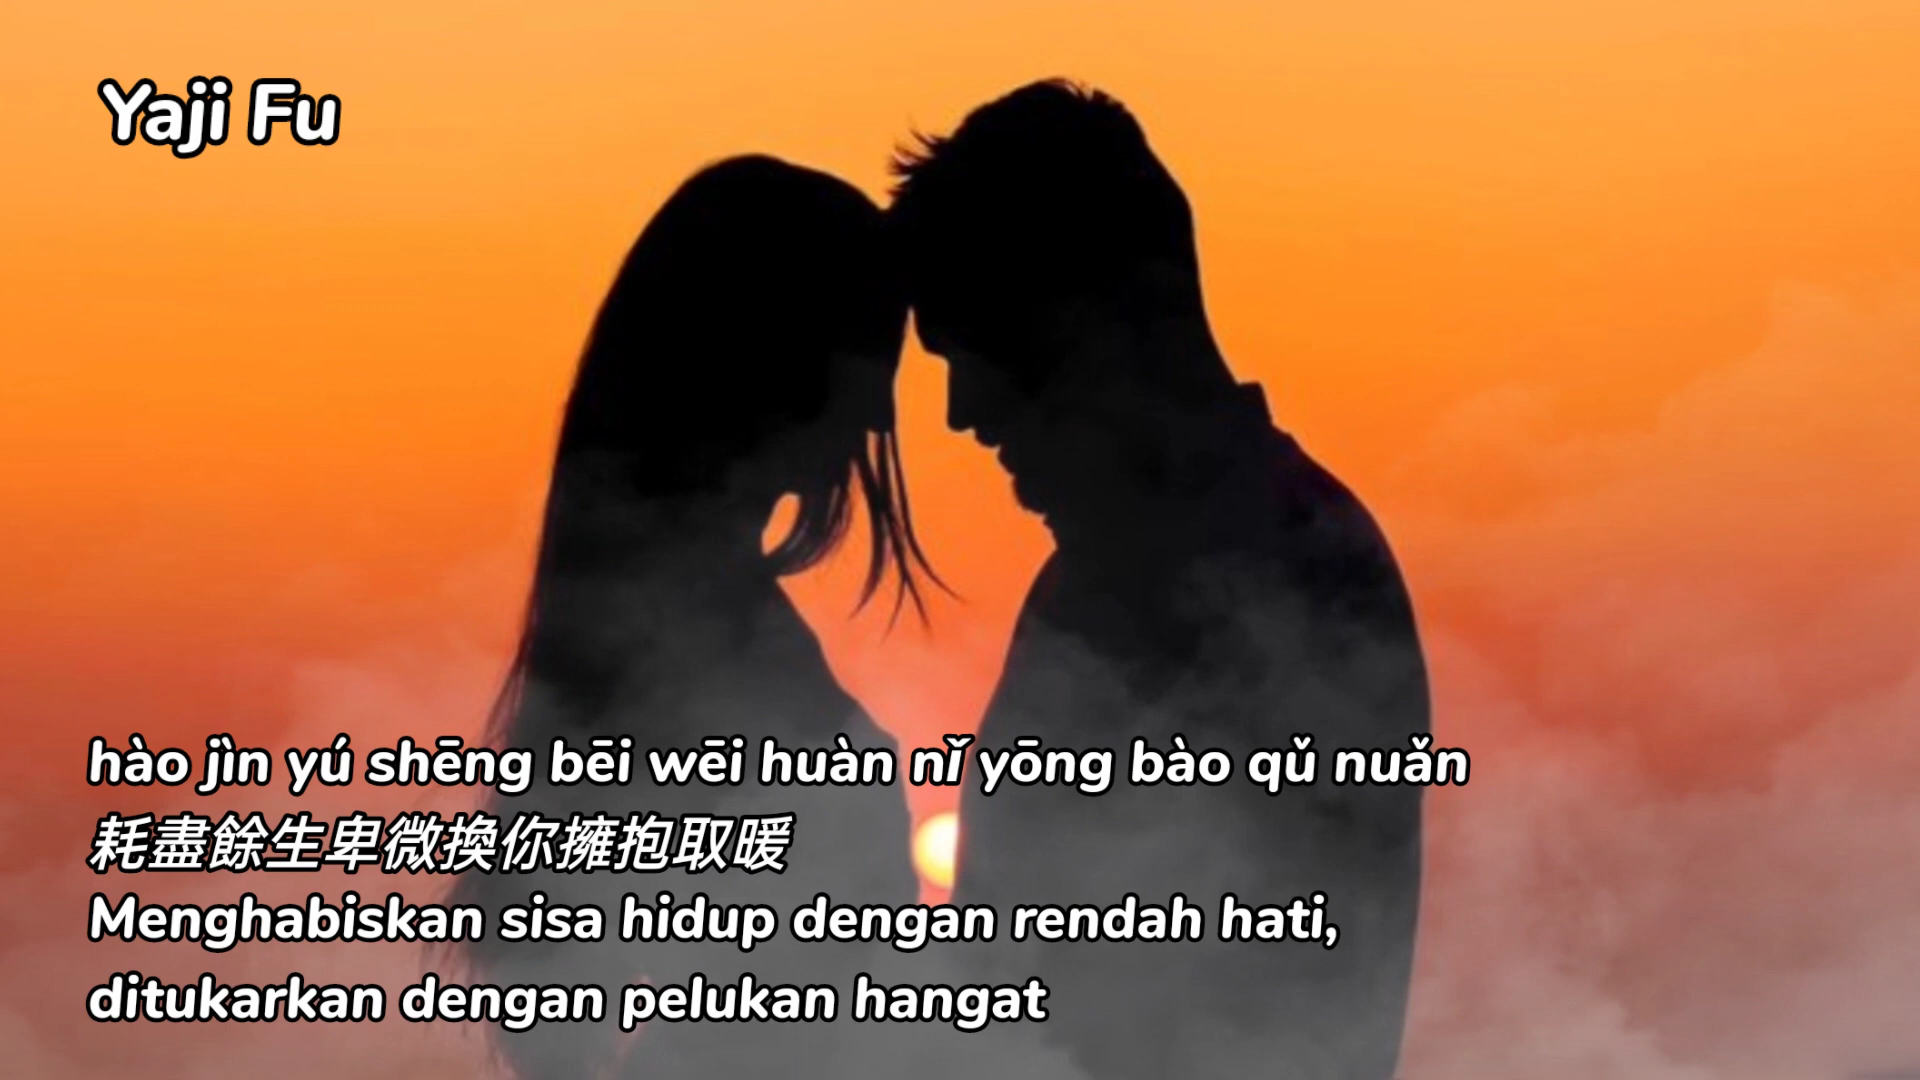 Yaji Fu
hào jìn yú shēng bēi wēi huàn nǐ yōng bào qǔ nuǎn
耗盡餘生卑微換你擁抱取暖
Menghabiskan sisa hidup dengan rendah hati,
ditukarkan dengan pelukan hangat